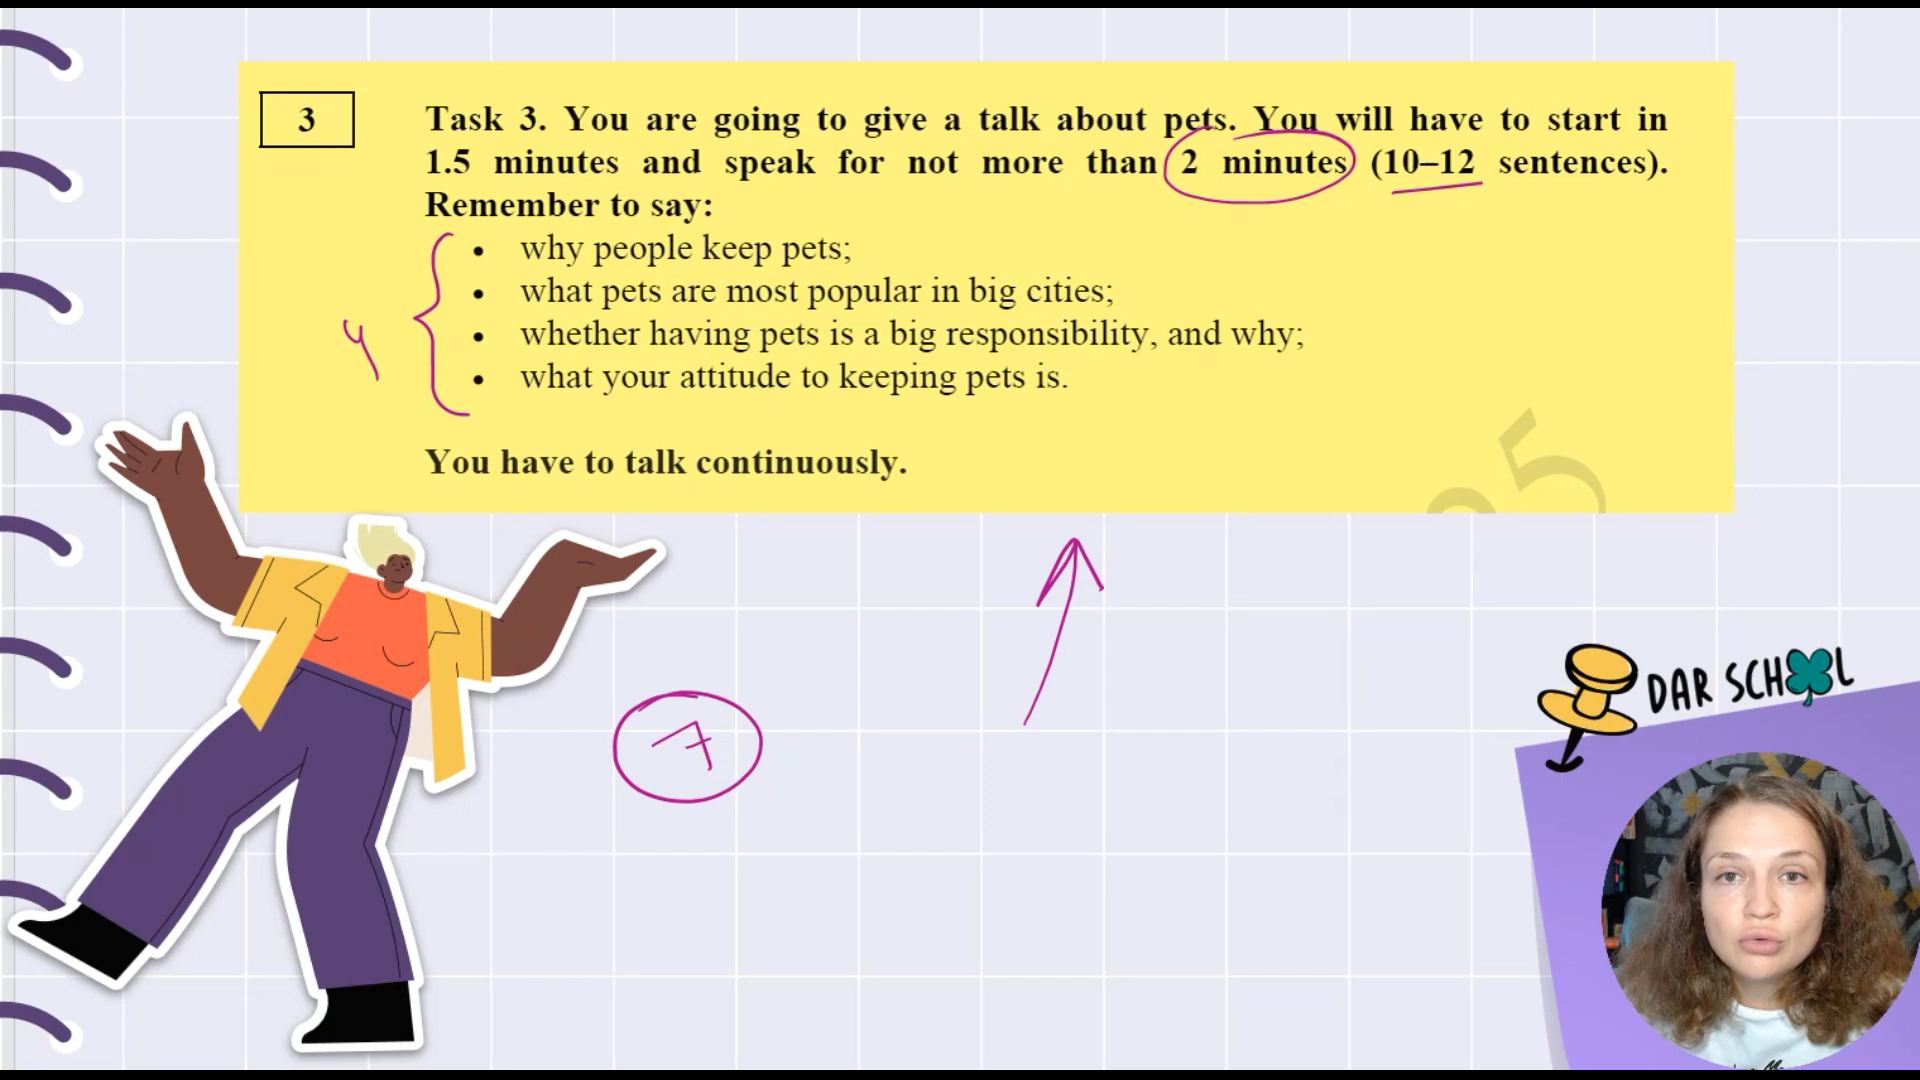 3
Task 3. You are going to give a talk about pets. You will have to start in
1.5 minutes and speak for not more than 2 minutes (10–12 sentences).
Remember to say:
• why people keep pets;
• what pets are most popular in big cities;
• whether having pets is a big responsibility, and why;
4
• what your attitude to keeping pets is.
You have to talk continuously.
7
DAR SCHOOL